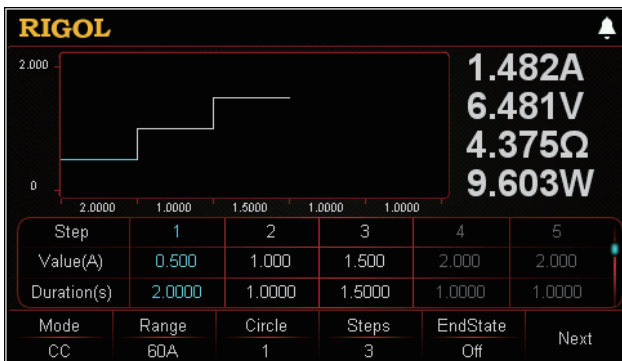 RIGOL
2.000
0
2.0000 1.0000 1.5000 1.0000 1.0000
1.482A
6.481V
4.375Ω
9.603W
Step 1 2 3 4 5
Value(A) 0.500 1.000 1.500 2.000 2.000
Duration(s) 2.0000 1.0000 1.5000 1.0000 1.0000
Mode Range Circle Steps EndState Next
CC 60A 1 3 Off